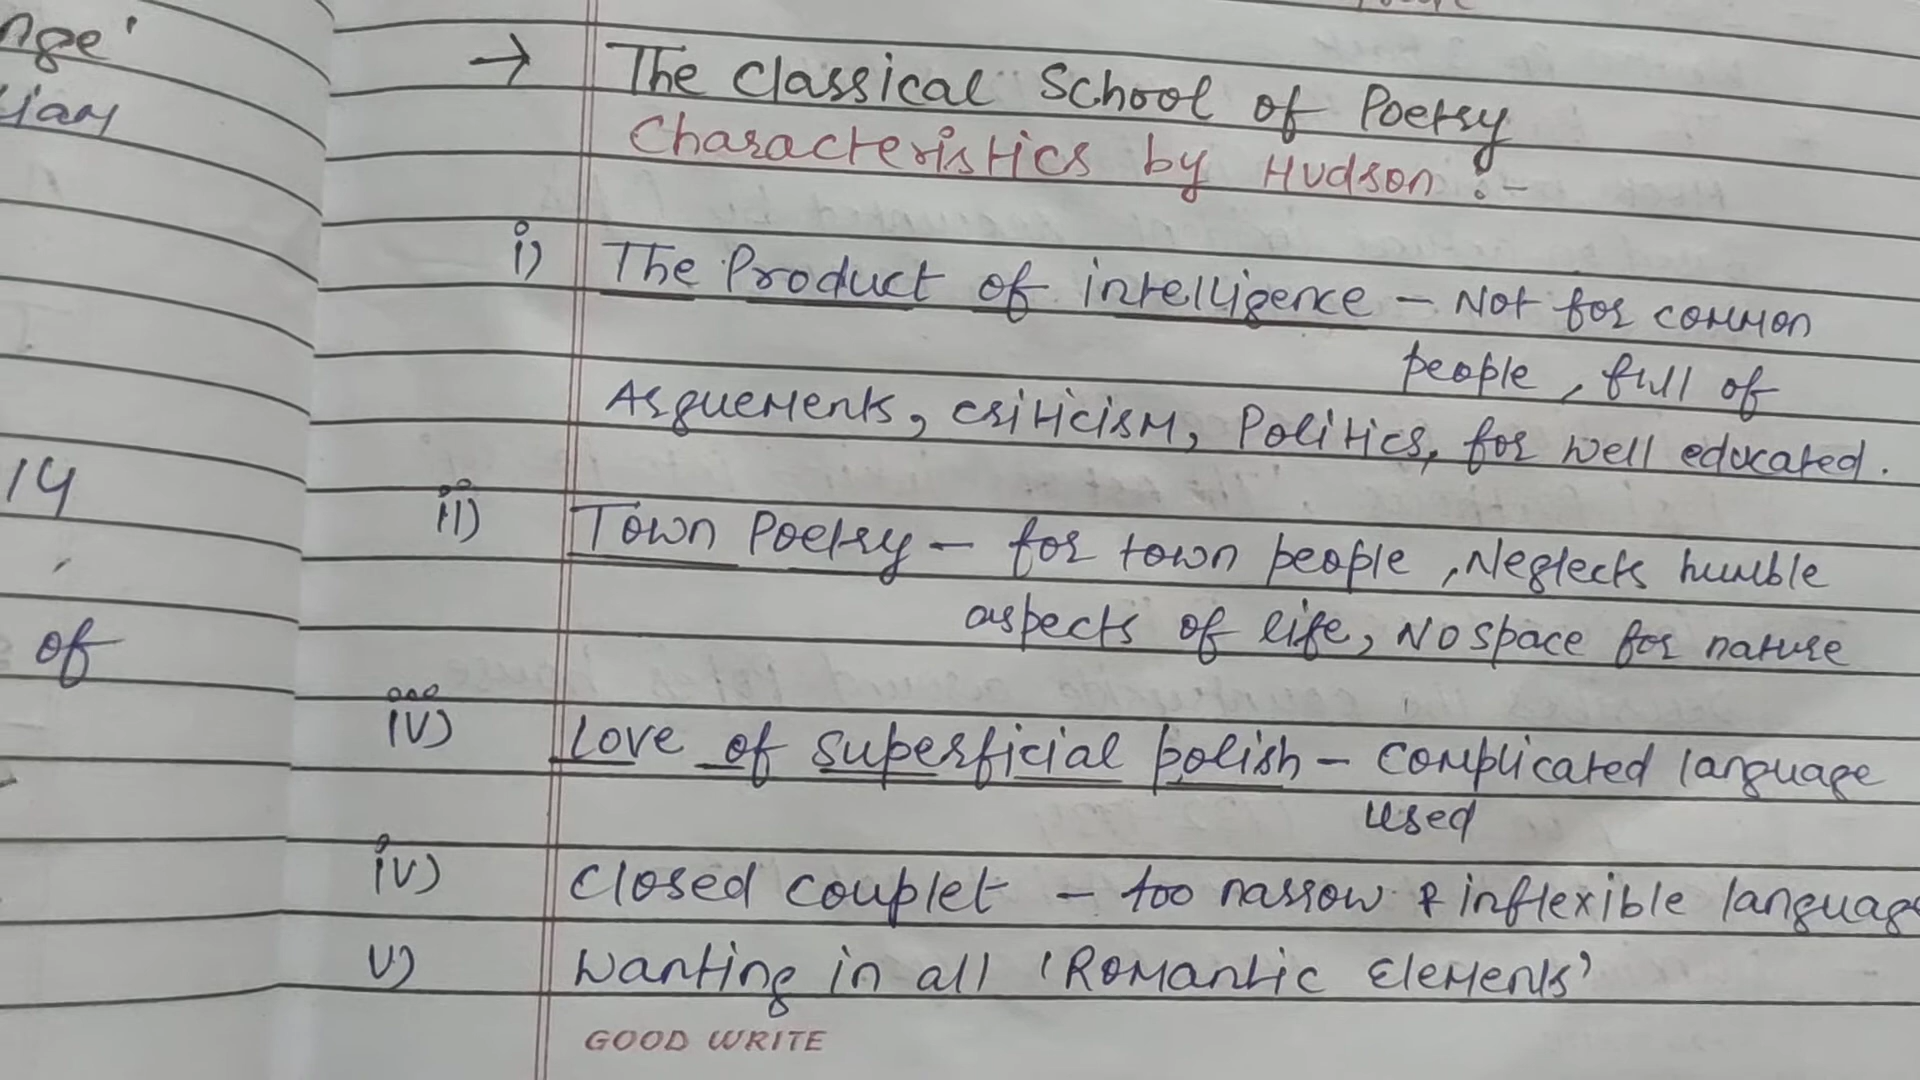 nge'
14
of
→ The Classical School of Poetry
Characteristics by Hudson :-
i) The Product of intelligence - Not for common
people, full of
Arguements, criticism, Politics, for well educated.
ii) Town Poetry - for town people, Neglects humble
aspects of life, No space for nature
iv) Love of superficial polish - complicated language
used
iv) Closed couplet - too narrow & inflexible language
v) Wanting in all 'Romantic Elements'
GOOD WRITE